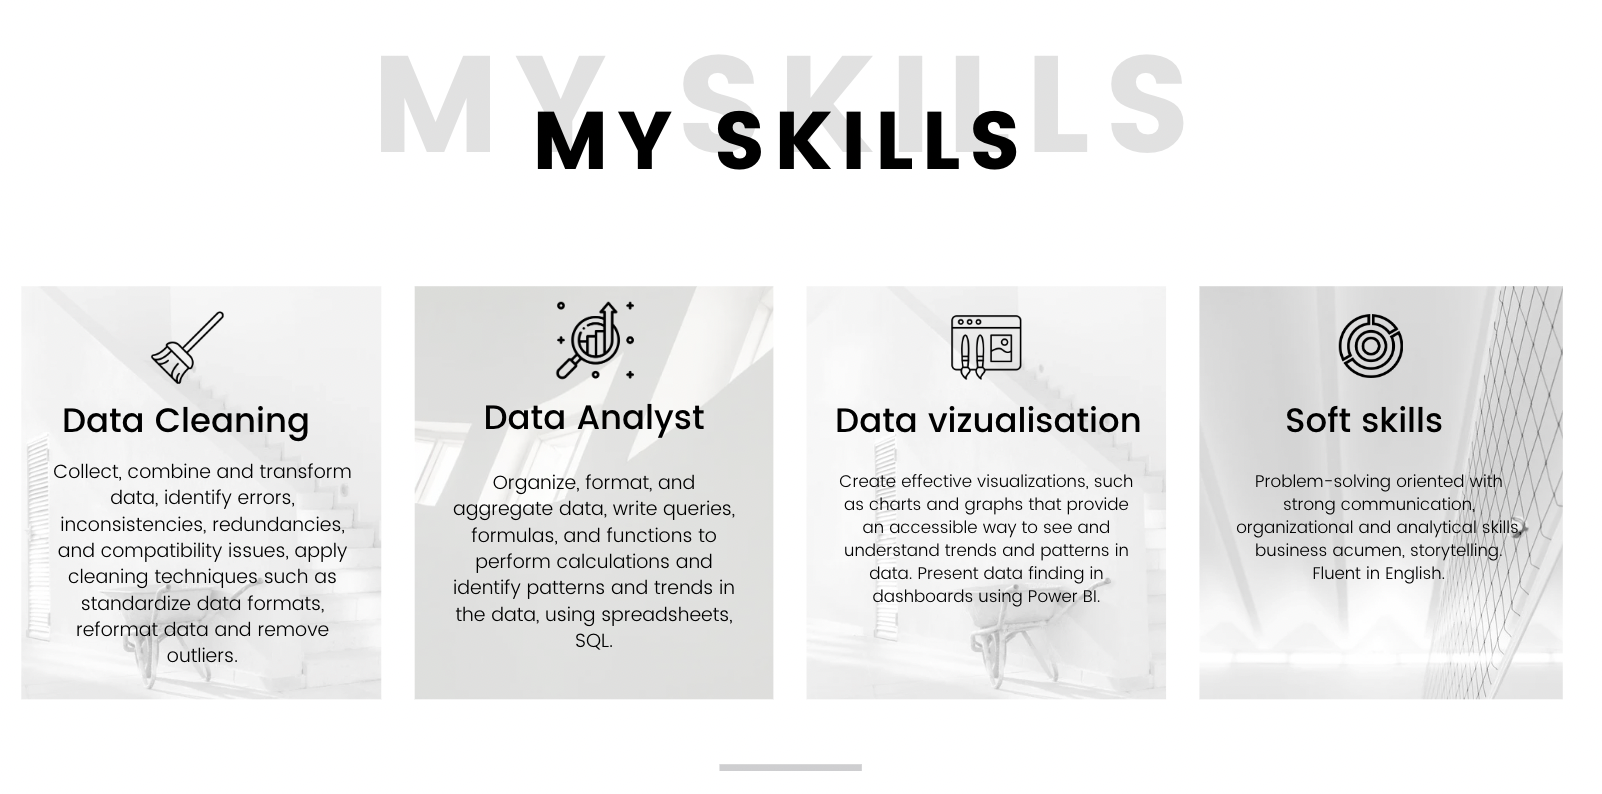 MY SKILLS
MY SKILLS
Data Cleaning
Collect, combine and transform
data, identify errors,
inconsistencies, redundancies,
and compatibility issues, apply
cleaning techniques such as
standardize data formats,
reformat data and remove
outliers.
Data Analyst
Organize, format, and
aggregate data, write queries,
formulas, and functions to
perform calculations and
identify patterns and trends in
the data, using spreadsheets,
SQL.
Data vizualisation
Create effective visualizations, such
as charts and graphs that provide
an accessible way to see and
understand trends and patterns in
data. Present data finding in
dashboards using Power BI.
Soft skills
Problem-solving oriented with
strong communication,
organizational and analytical skills,
business acumen, storytelling.
Fluent in English.